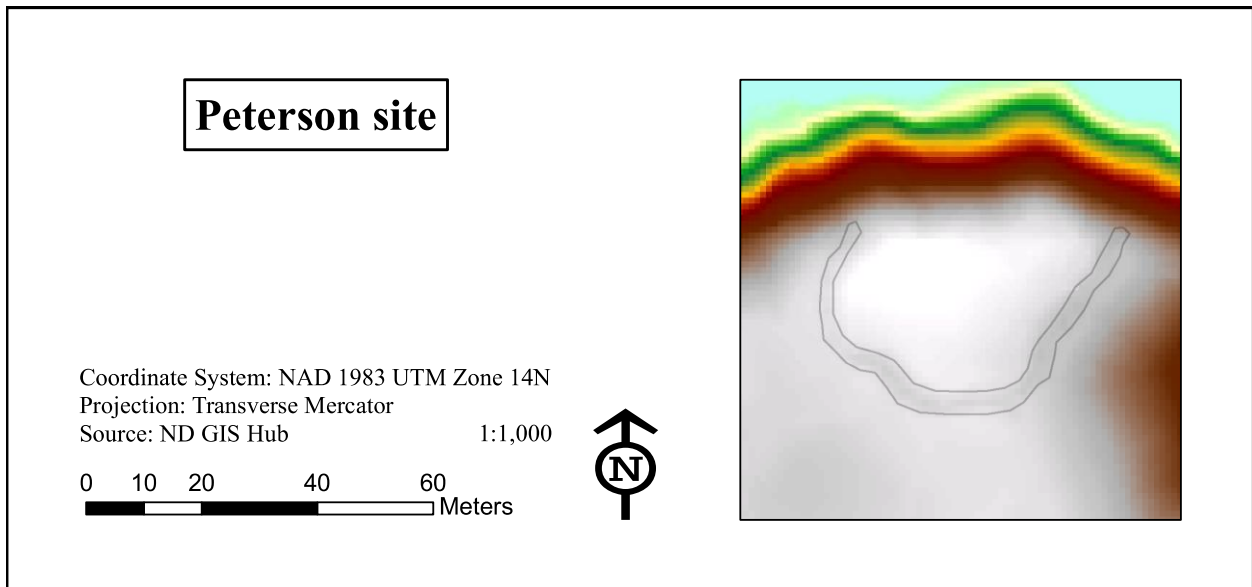 Peterson site
Coordinate System: NAD 1983 UTM Zone 14N
Projection: Transverse Mercator
Source: ND GIS Hub 1:1,000
0 10 20 40 60
Meters
N